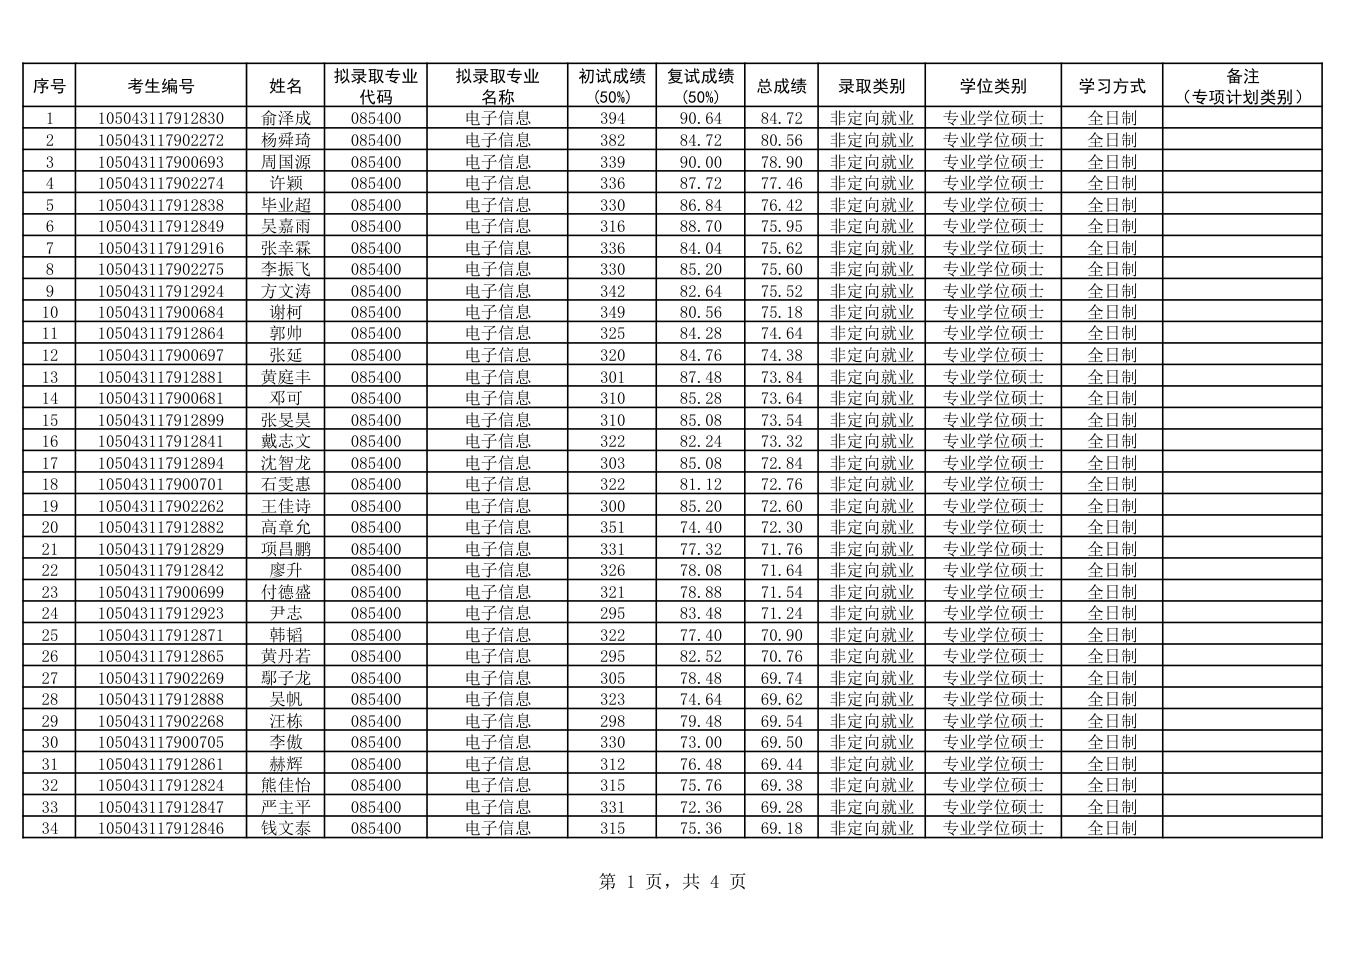 序号 考生编号 姓名 拟录取专业代码 拟录取专业名称 初试成绩(50%) 复试成绩(50%) 总成绩 录取类别 学位类别 学习方式 备注（专项计划类别）
1 105043117912830 俞泽成 085400 电子信息 394 90.64 84.72 非定向就业 专业学位硕士 全日制
2 105043117902272 杨舜琦 085400 电子信息 382 84.72 80.56 非定向就业 专业学位硕士 全日制
3 105043117900693 周国源 085400 电子信息 339 90.00 78.90 非定向就业 专业学位硕士 全日制
4 105043117902274 许颖 085400 电子信息 336 87.72 77.46 非定向就业 专业学位硕士 全日制
5 105043117912838 毕业超 085400 电子信息 330 86.84 76.42 非定向就业 专业学位硕士 全日制
6 105043117912849 吴嘉雨 085400 电子信息 316 88.70 75.95 非定向就业 专业学位硕士 全日制
7 105043117912916 张幸霖 085400 电子信息 336 84.04 75.62 非定向就业 专业学位硕士 全日制
8 105043117902275 李振飞 085400 电子信息 330 85.20 75.60 非定向就业 专业学位硕士 全日制
9 105043117912924 方文涛 085400 电子信息 342 82.64 75.52 非定向就业 专业学位硕士 全日制
10 105043117900684 谢柯 085400 电子信息 349 80.56 75.18 非定向就业 专业学位硕士 全日制
11 105043117912864 郭帅 085400 电子信息 325 84.28 74.64 非定向就业 专业学位硕士 全日制
12 105043117900697 张延 085400 电子信息 320 84.76 74.38 非定向就业 专业学位硕士 全日制
13 105043117912881 黄庭丰 085400 电子信息 301 87.48 73.84 非定向就业 专业学位硕士 全日制
14 105043117900681 邓可 085400 电子信息 310 85.28 73.64 非定向就业 专业学位硕士 全日制
15 105043117912899 张旻昊 085400 电子信息 310 85.08 73.54 非定向就业 专业学位硕士 全日制
16 105043117912841 戴志文 085400 电子信息 322 82.24 73.32 非定向就业 专业学位硕士 全日制
17 105043117912894 沈智龙 085400 电子信息 303 85.08 72.84 非定向就业 专业学位硕士 全日制
18 105043117900701 石雯惠 085400 电子信息 322 81.12 72.76 非定向就业 专业学位硕士 全日制
19 105043117902262 王佳诗 085400 电子信息 300 85.20 72.60 非定向就业 专业学位硕士 全日制
20 105043117912882 高章允 085400 电子信息 351 74.40 72.30 非定向就业 专业学位硕士 全日制
21 105043117912829 项昌鹏 085400 电子信息 331 77.32 71.76 非定向就业 专业学位硕士 全日制
22 105043117912842 廖升 085400 电子信息 326 78.08 71.64 非定向就业 专业学位硕士 全日制
23 105043117900699 付德盛 085400 电子信息 321 78.88 71.54 非定向就业 专业学位硕士 全日制
24 105043117912923 尹志 085400 电子信息 295 83.48 71.24 非定向就业 专业学位硕士 全日制
25 105043117912871 韩韬 085400 电子信息 322 77.40 70.90 非定向就业 专业学位硕士 全日制
26 105043117912865 黄丹若 085400 电子信息 295 82.52 70.76 非定向就业 专业学位硕士 全日制
27 105043117902269 鄢子龙 085400 电子信息 305 78.48 69.74 非定向就业 专业学位硕士 全日制
28 105043117912888 吴帆 085400 电子信息 323 74.64 69.62 非定向就业 专业学位硕士 全日制
29 105043117902268 汪栋 085400 电子信息 298 79.48 69.54 非定向就业 专业学位硕士 全日制
30 105043117900705 李傲 085400 电子信息 330 73.00 69.50 非定向就业 专业学位硕士 全日制
31 105043117912861 赫辉 085400 电子信息 312 76.48 69.44 非定向就业 专业学位硕士 全日制
32 105043117912824 熊佳怡 085400 电子信息 315 75.76 69.38 非定向就业 专业学位硕士 全日制
33 105043117912847 严主平 085400 电子信息 331 72.36 69.28 非定向就业 专业学位硕士 全日制
34 105043117912846 钱文泰 085400 电子信息 315 75.36 69.18 非定向就业 专业学位硕士 全日制
第 1 页，共 4 页